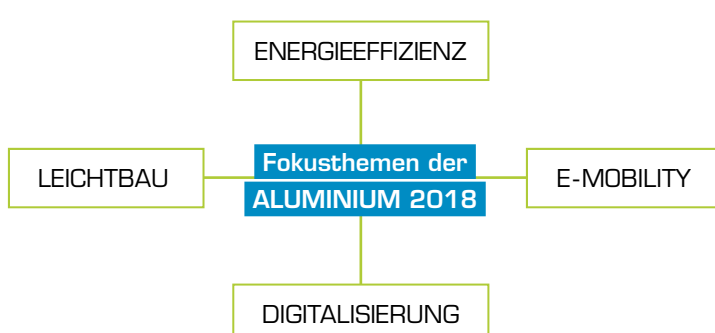 ENERGIEEFFIZIENZ
LEICHTBAU
Fokusthemen der
ALUMINIUM 2018
E-MOBILITY
DIGITALISIERUNG